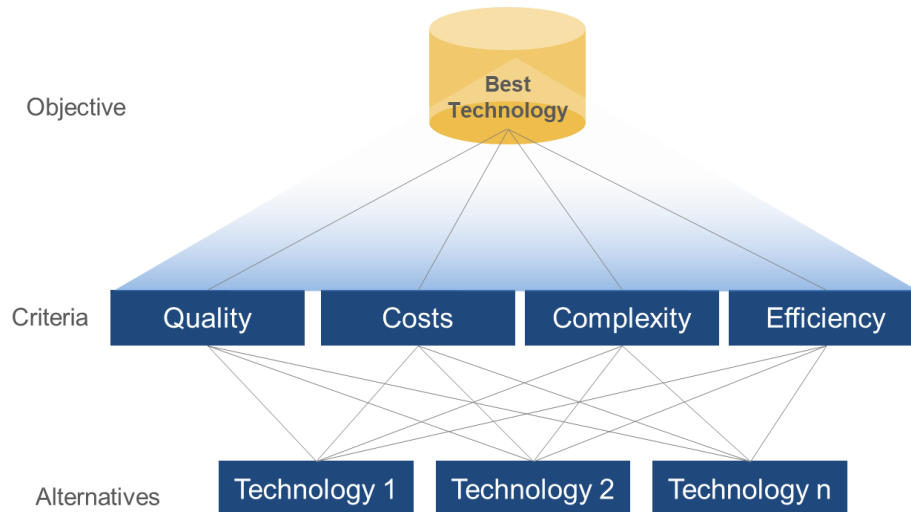 Best
Technology
Objective
Criteria
Quality
Costs
Complexity
Efficiency
Alternatives
Technology 1
Technology 2
Technology n